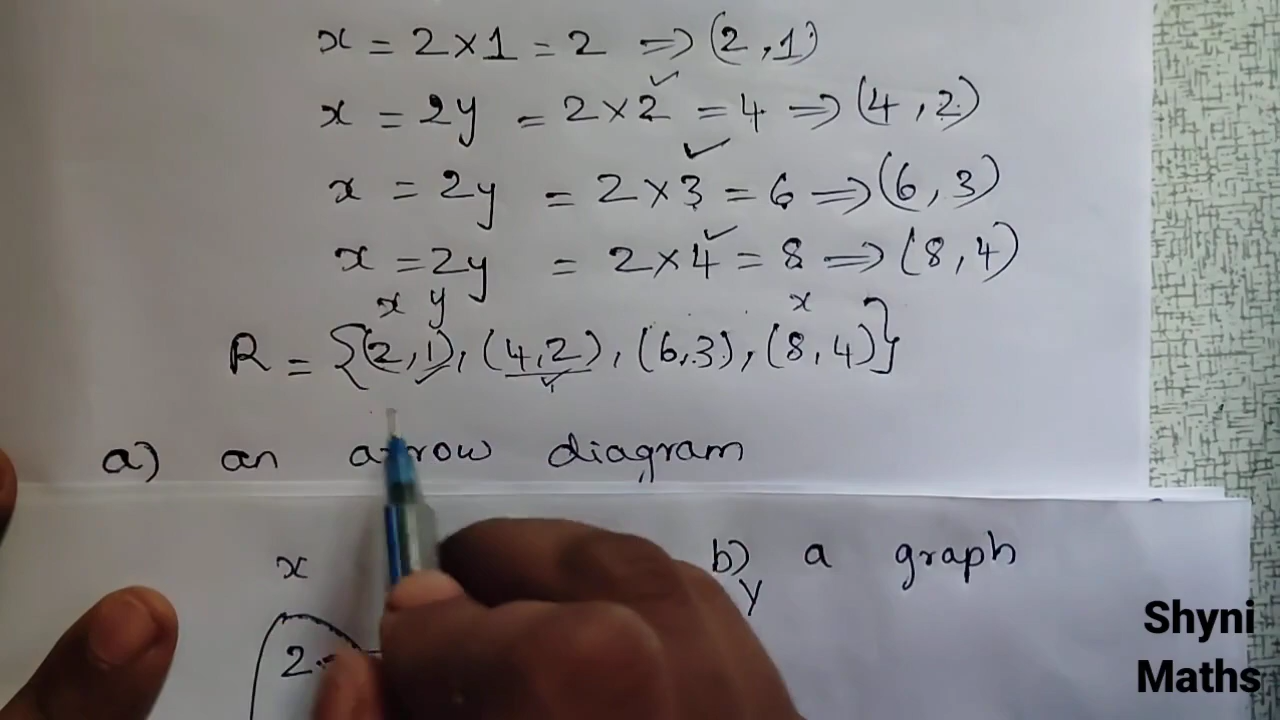 x = 2×1 = 2 ⇒ (2,1)
x = 2y = 2×2 = 4 ⇒ (4,2)
x = 2y = 2×3 = 6 ⇒ (6,3)
x = 2y = 2×4 = 8 ⇒ (8,4)
x y x
R = {(2,1), (4,2), (6,3), (8,4)}
a) an arrow diagram
x
2
b) a graph
y
Shyni
Maths